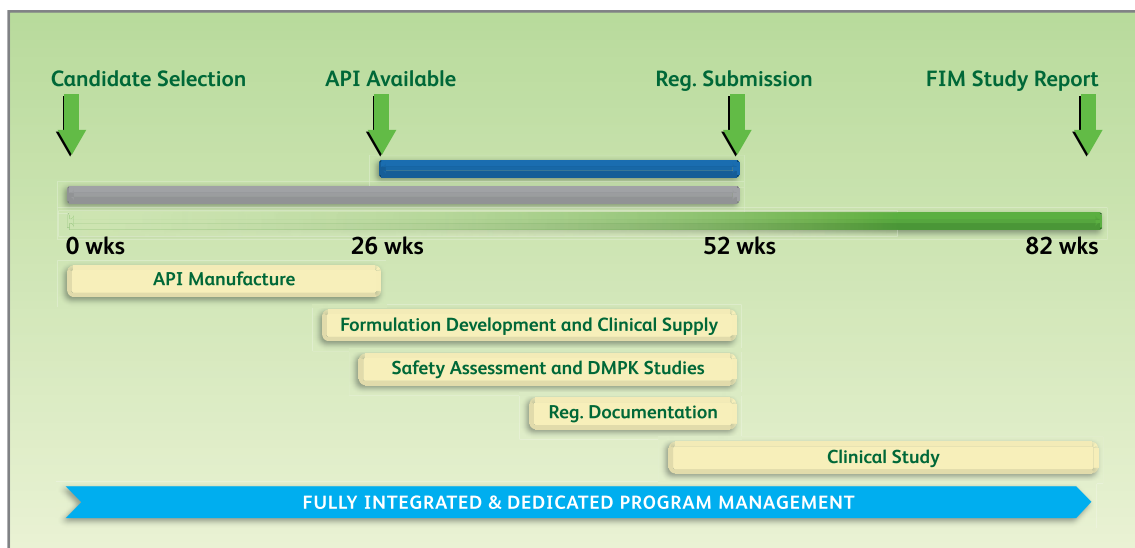 Candidate Selection
API Available
Reg. Submission
FIM Study Report
0 wks
26 wks
52 wks
82 wks
API Manufacture
Formulation Development and Clinical Supply
Safety Assessment and DMPK Studies
Reg. Documentation
Clinical Study
FULLY INTEGRATED & DEDICATED PROGRAM MANAGEMENT